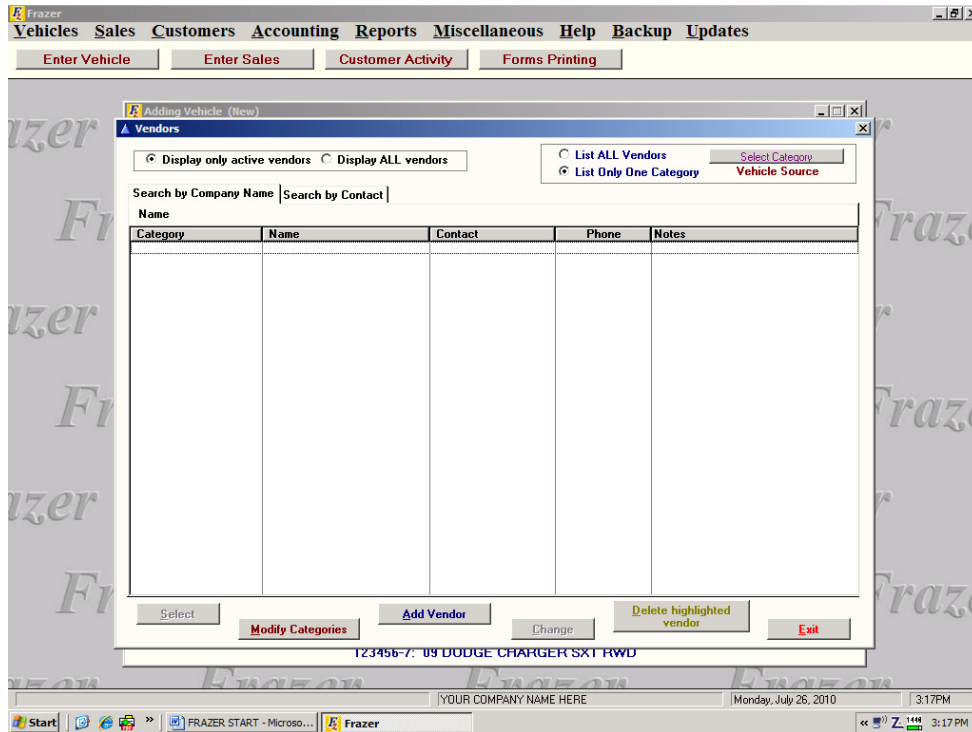 Frazer
Vehicles Sales Customers Accounting Reports Miscellaneous Help Backup Updates
Enter Vehicle Enter Sales Customer Activity Forms Printing
Adding Vehicle (New)
Vendors
Display only active vendors Display ALL vendors
List ALL Vendors Select Category
List Only One Category Vehicle Source
Search by Company Name Search by Contact
Name
Category Name Contact Phone Notes
Select Add Vendor Delete highlighted vendor
Modify Categories Change Exit
123456-7: 09 DODGE CHARGER SXT RWD
YOUR COMPANY NAME HERE Monday, July 26, 2010 3:17PM
Start » FRAZER START - Microso... Frazer « 3:17 PM